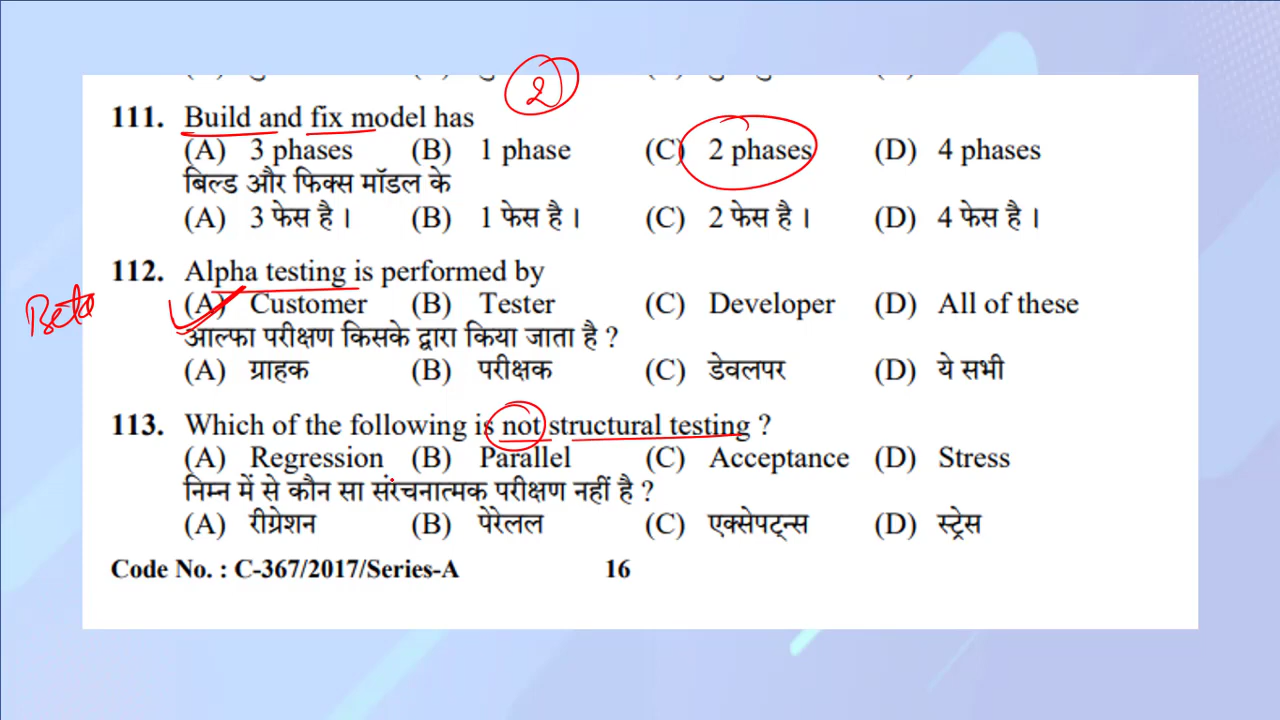 2
111. Build and fix model has
(A) 3 phases (B) 1 phase (C) 2 phases (D) 4 phases
बिल्ड और फिक्स मॉडल के
(A) 3 फेस है । (B) 1 फेस है । (C) 2 फेस है । (D) 4 फेस है ।
112. Alpha testing is performed by
Beta (A) Customer (B) Tester (C) Developer (D) All of these
आल्फा परीक्षण किसके द्वारा किया जाता है ?
(A) ग्राहक (B) परीक्षक (C) डेवलपर (D) ये सभी
113. Which of the following is not structural testing ?
(A) Regression (B) Parallel (C) Acceptance (D) Stress
निम्न में से कौन सा संरचनात्मक परीक्षण नहीं है ?
(A) रीग्रेशन (B) पेरेलल (C) एक्सेपट्न्स (D) स्ट्रेस
Code No. : C-367/2017/Series-A 16